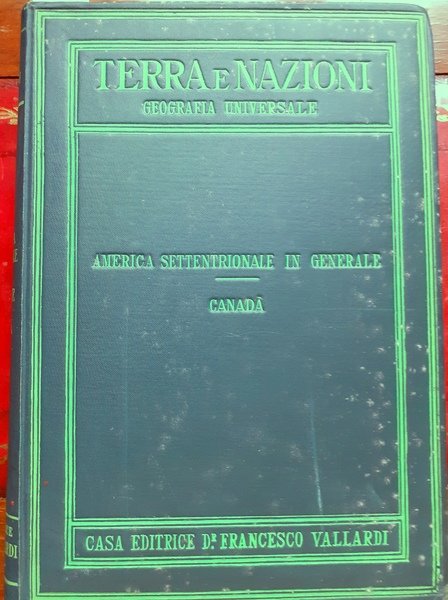 TERRA E NAZIONI
GEOGRAFIA UNIVERSALE
AMERICA SETTENTRIONALE IN GENERALE
CANADÀ
CASA EDITRICE Dr. FRANCESCO VALLARDI